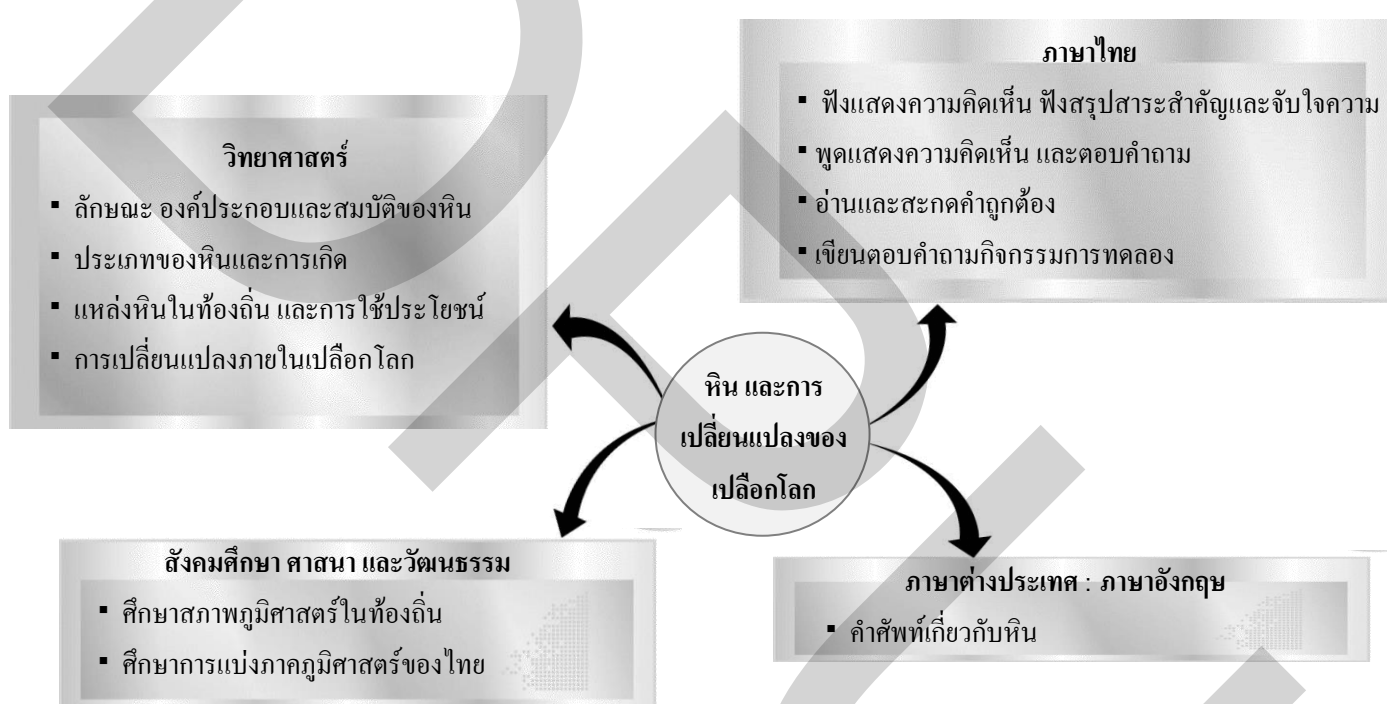 วิทยาศาสตร์
▪ ลักษณะ องค์ประกอบและสมบัติของหิน
▪ ประเภทของหินและการเกิด
▪ แหล่งหินในท้องถิ่น และการใช้ประโยชน์
▪ การเปลี่ยนแปลงภายในเปลือกโลก
ภาษาไทย
▪ ฟังแสดงความคิดเห็น ฟังสรุปสาระสำคัญและจับใจความ
▪ พูดแสดงความคิดเห็น และตอบคำถาม
▪ อ่านและสะกดคำถูกต้อง
▪ เขียนตอบคำถามกิจกรรมการทดลอง
หิน และการ
เปลี่ยนแปลงของ
เปลือกโลก
สังคมศึกษา ศาสนา และวัฒนธรรม
▪ ศึกษาสภาพภูมิศาสตร์ในท้องถิ่น
▪ ศึกษาการแบ่งภาคภูมิศาสตร์ของไทย
ภาษาต่างประเทศ : ภาษาอังกฤษ
▪ คำศัพท์เกี่ยวกับหิน